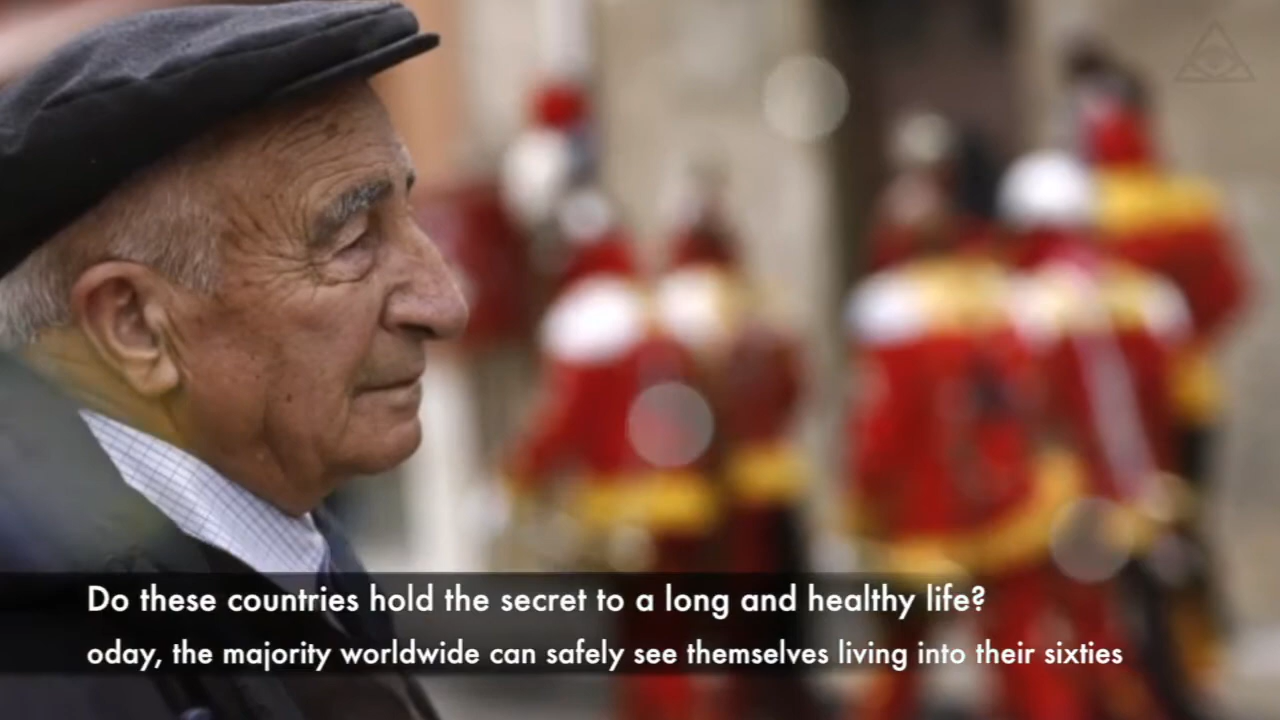 Do these countries hold the secret to a long and healthy life?
oday, the majority worldwide can safely see themselves living into their sixties